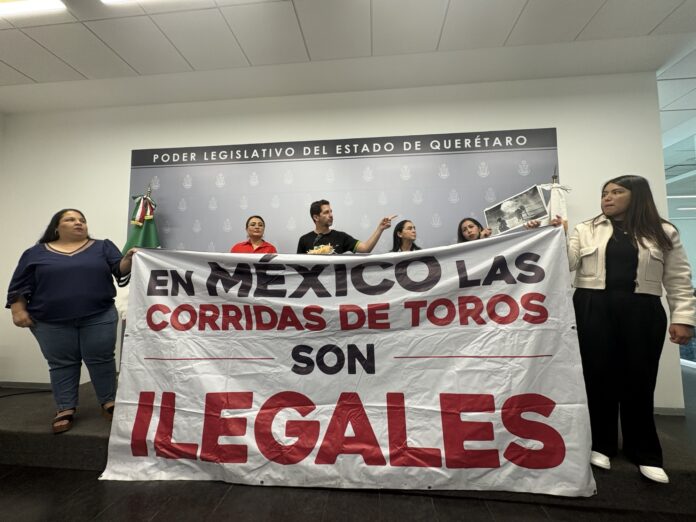 PODER LEGISLATIVO DEL ESTADO DE QUERÉTARO
EN MÉXICO LAS
CORRIDAS DE TOROS
SON
ILEGALES